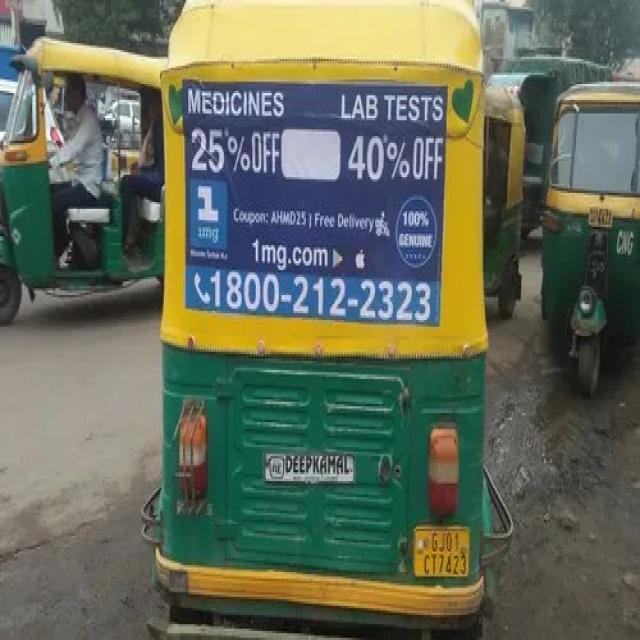 MEDICINES LAB TESTS
25*%OFF 40*%OFF
1
1mg
Coupon: AHMD25 | Free Delivery
100%
GENUINE
1mg.com
1800-212-2323
DEEPKAMAL
GJ01
CT7423
CNG